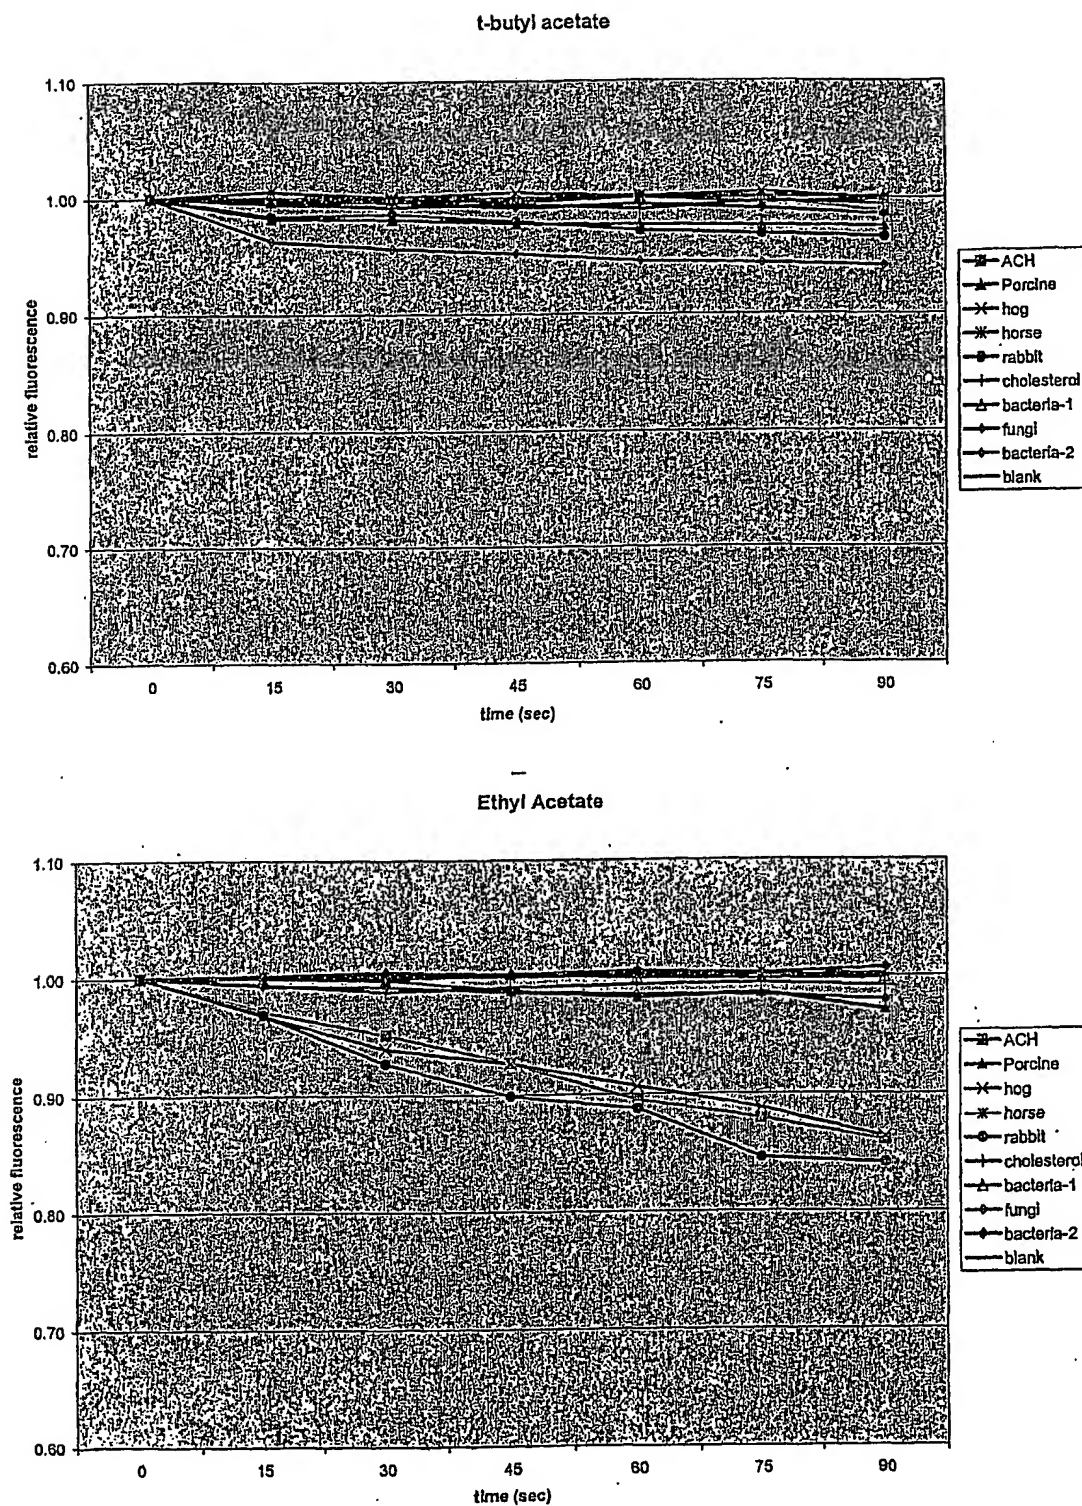 t-butyl acetate
1.10
1.00
0.90
0.80
0.70
0.60
relative fluorescence
0 15 30 45 60 75 90
time (sec)
ACH
Porcine
hog
horse
rabbit
cholesterol
bacteria-1
fungi
bacteria-2
blank
Ethyl Acetate
1.10
1.00
0.90
0.80
0.70
0.60
relative fluorescence
0 15 30 45 60 75 90
time (sec)
ACH
Porcine
hog
horse
rabbit
cholesterol
bacteria-1
fungi
bacteria-2
blank